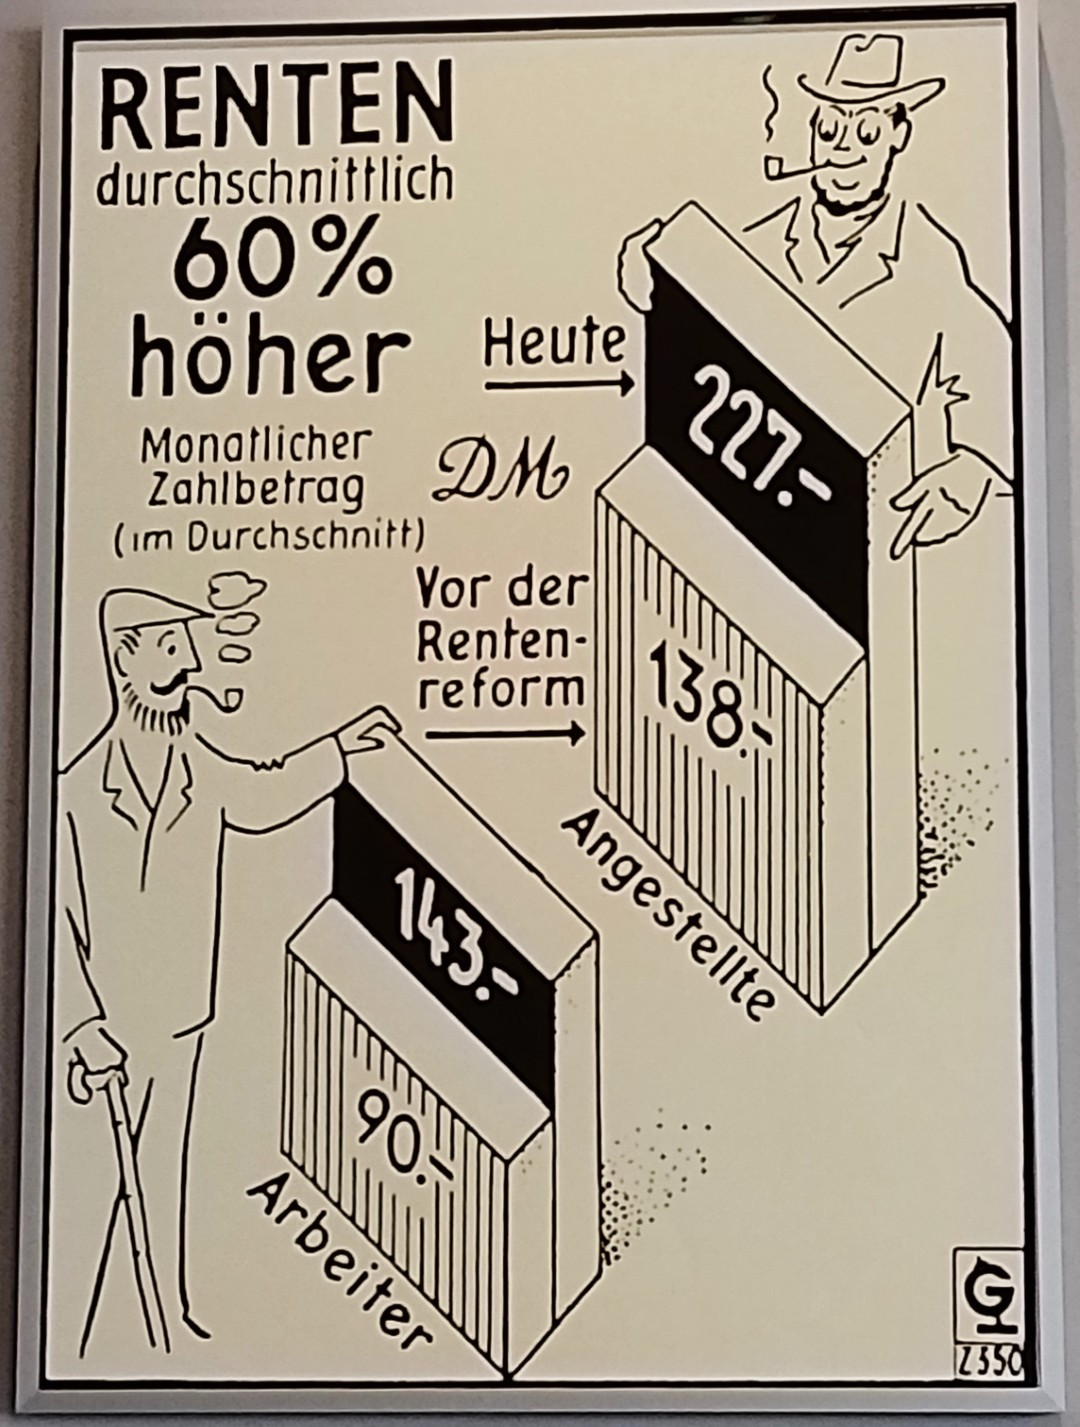 RENTEN
durchschnittlich
60%
höher
Monatlicher
Zahlbetrag
(im Durchschnitt)
DM
Heute
227.-
Vor der
Renten-
reform
138.-
Angestellte
143.-
90.-
Arbeiter
G